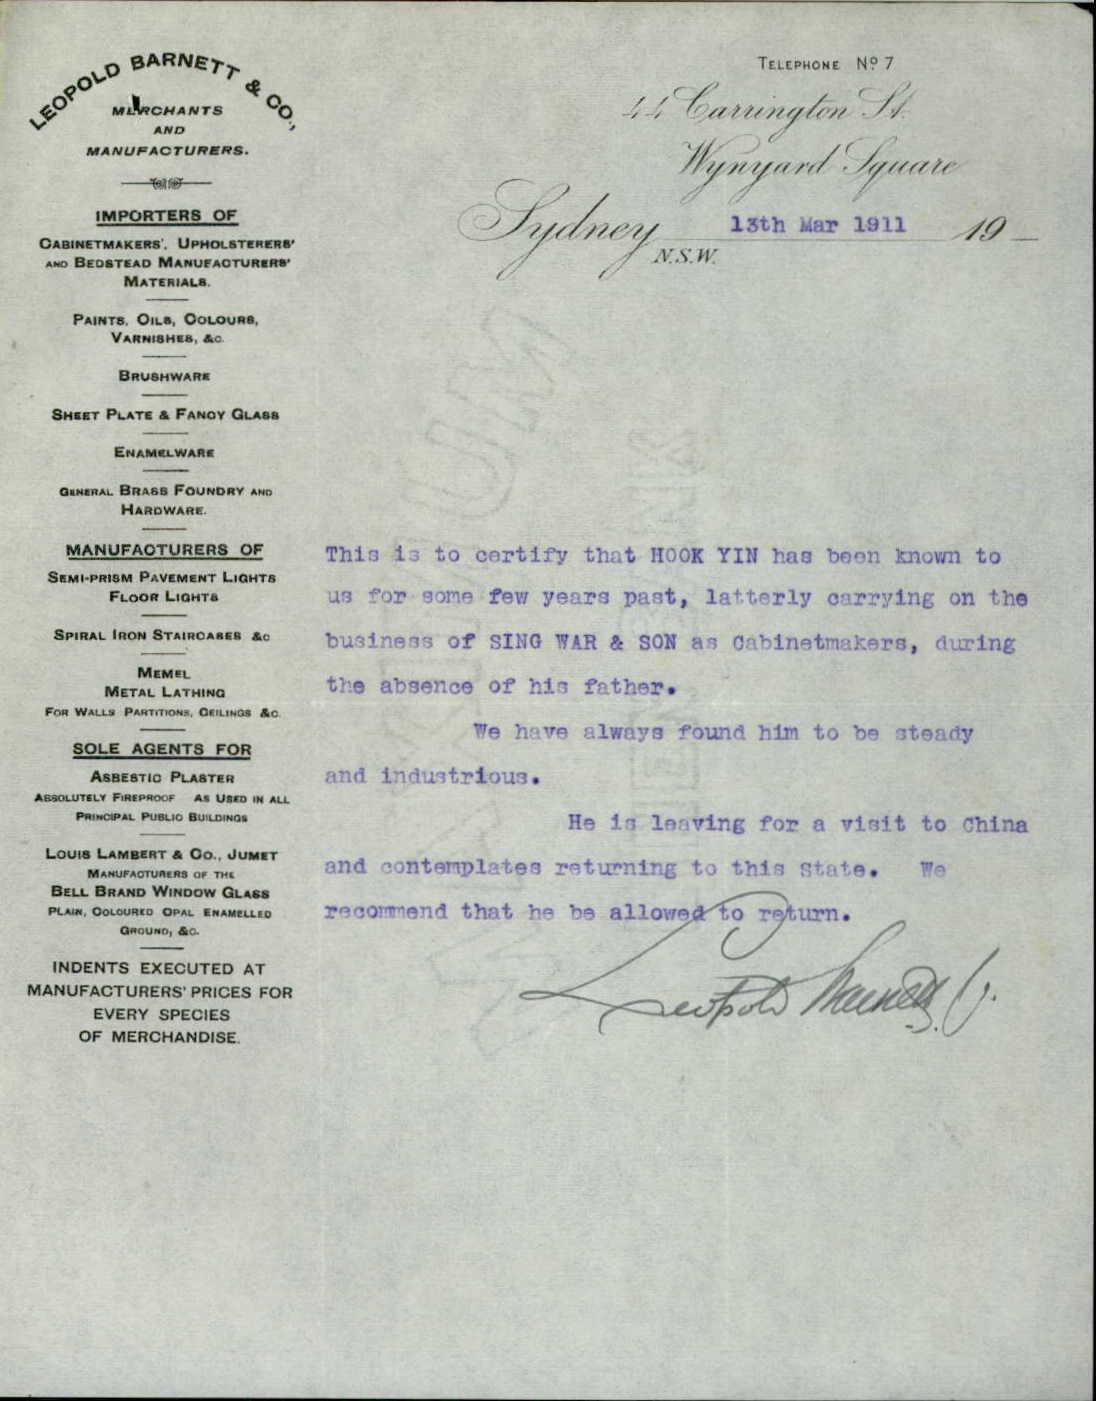 LEOPOLD BARNETT & CO.,
MERCHANTS
AND
MANUFACTURERS.
IMPORTERS OF
CABINETMAKERS', UPHOLSTERERS'
AND BEDSTEAD MANUFACTURERS'
MATERIALS.
PAINTS, OILS, COLOURS,
VARNISHES, &C.
BRUSHWARE
SHEET PLATE & FANCY GLASS
ENAMELWARE
GENERAL BRASS FOUNDRY AND
HARDWARE.
MANUFACTURERS OF
SEMI-PRISM PAVEMENT LIGHTS
FLOOR LIGHTS
SPIRAL IRON STAIRCASES &C
MEMEL
METAL LATHING
FOR WALLS PARTITIONS, CEILINGS &C.
SOLE AGENTS FOR
ASBESTIC PLASTER
ABSOLUTELY FIREPROOF AS USED IN ALL
PRINCIPAL PUBLIC BUILDINGS
LOUIS LAMBERT & CO., JUMET
MANUFACTURERS OF THE
BELL BRAND WINDOW GLASS
PLAIN, COLOURED OPAL ENAMELLED
GROUND, &C.
INDENTS EXECUTED AT
MANUFACTURERS' PRICES FOR
EVERY SPECIES
OF MERCHANDISE.
TELEPHONE Nº 7
44 Carrington St.
Wynyard Square
Sydney 13th Mar 1911 19
N.S.W.
This is to certify that HOOK YIN has been known to
us for some few years past, latterly carrying on the
business of SING WAR & SON as Cabinetmakers, during
the absence of his father.
We have always found him to be steady
and industrious.
He is leaving for a visit to China
and contemplates returning to this State. We
recommend that he be allowed to return.
Leopold Barnett & Co.